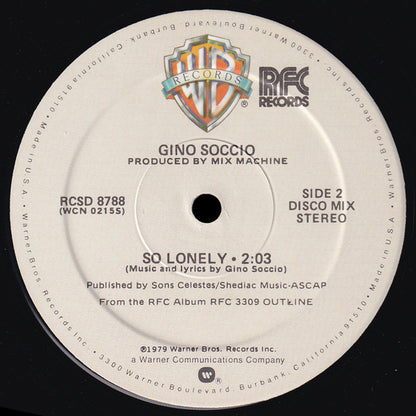 WB
RECORDS
®
RFC
RECORDS
GINO SOCCIO
PRODUCED BY MIX MACHINE
RCSD 8788
(WCN 02155)
SIDE 2
DISCO MIX
STEREO
SO LONELY • 2:03
(Music and lyrics by Gino Soccio)
Published by Sons Celestes/Shediac Music-ASCAP
From the RFC Album RFC 3309 OUTLINE
℗1979 Warner Bros. Records Inc.
a Warner Communications Company
Warner Bros. Records Inc. • 3300 Warner Boulevard, Burbank, California 91510 • Made in U.S.A. •
Warner Bros. Records Inc. • 3300 Warner Boulevard, Burbank, California 91510 • Made in U.S.A. •